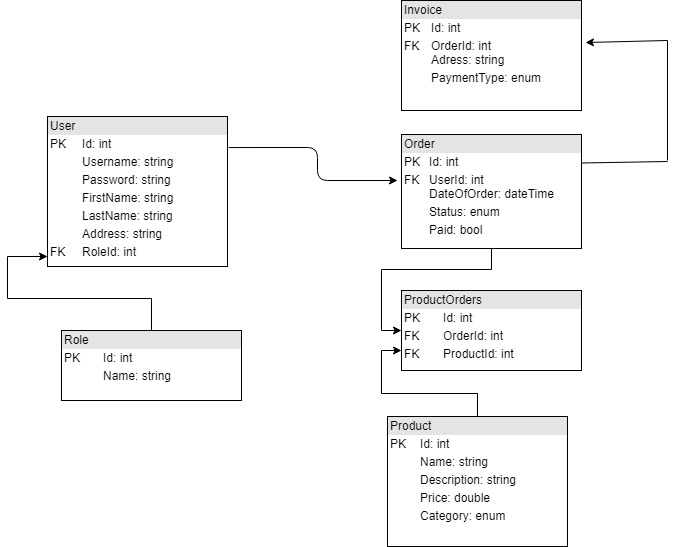 Invoice
PK Id: int
FK OrderId: int
Adress: string
PaymentType: enum
User
PK Id: int
Username: string
Password: string
FirstName: string
LastName: string
Address: string
FK RoleId: int
Order
PK Id: int
FK UserId: int
DateOfOrder: dateTime
Status: enum
Paid: bool
ProductOrders
PK Id: int
FK OrderId: int
FK ProductId: int
Role
PK Id: int
Name: string
Product
PK Id: int
Name: string
Description: string
Price: double
Category: enum